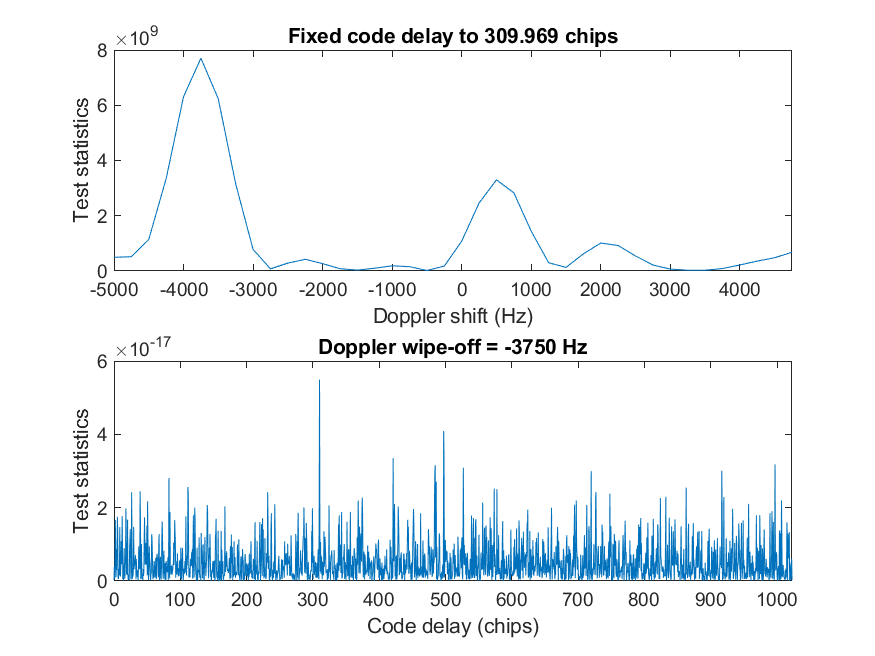 ×10^9
Fixed code delay to 309.969 chips
8
6
4
2
0
Test statistics
-5000 -4000 -3000 -2000 -1000 0 1000 2000 3000 4000
Doppler shift (Hz)
×10^-17
Doppler wipe-off = -3750 Hz
6
4
2
0
Test statistics
0 100 200 300 400 500 600 700 800 900 1000
Code delay (chips)